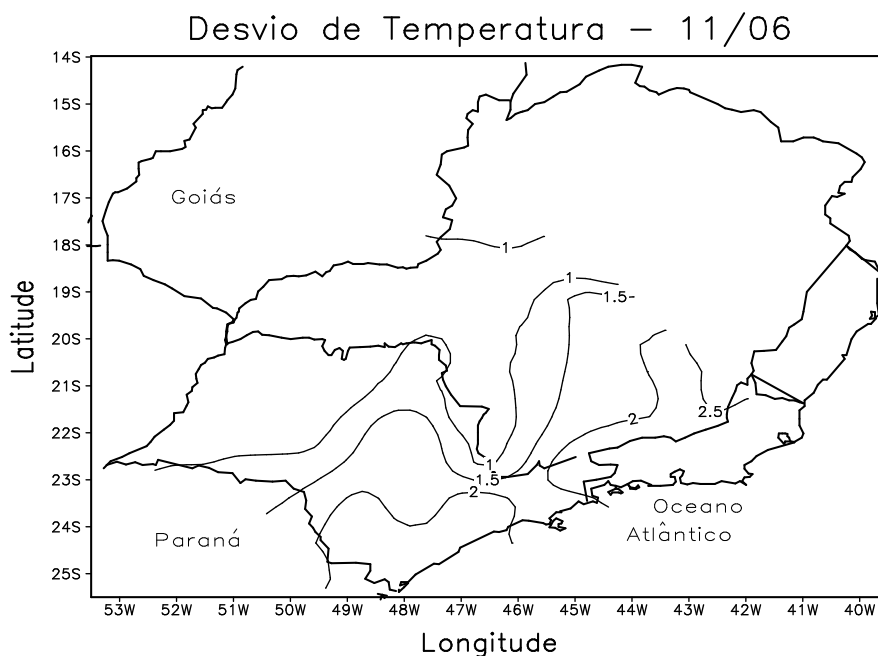 Desvio de Temperatura – 11/06
14S
15S
16S
17S
18S
19S
20S
21S
22S
23S
24S
25S
Latitude
Goiás
1
1
1.5
2
2.5
1
1.5
2
Oceano
Atlântico
Paraná
53W 52W 51W 50W 49W 48W 47W 46W 45W 44W 43W 42W 41W 40W
Longitude